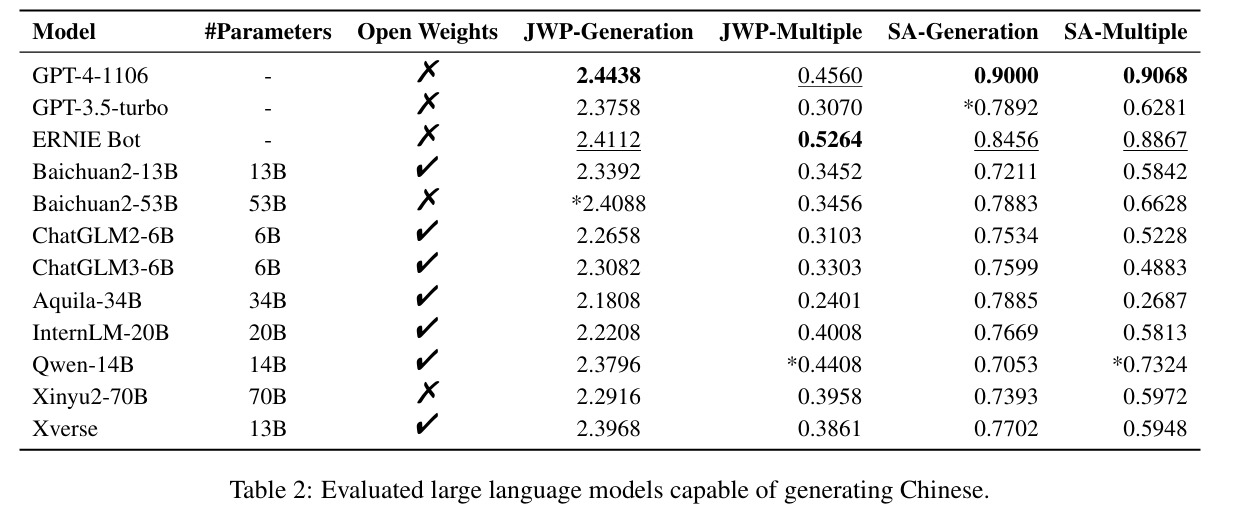 Model #Parameters Open Weights JWP-Generation JWP-Multiple SA-Generation SA-Multiple
GPT-4-1106 - ✗ 2.4438 0.4560 0.9000 0.9068
GPT-3.5-turbo - ✗ 2.3758 0.3070 *0.7892 0.6281
ERNIE Bot - ✗ 2.4112 0.5264 0.8456 0.8867
Baichuan2-13B 13B ✔ 2.3392 0.3452 0.7211 0.5842
Baichuan2-53B 53B ✗ *2.4088 0.3456 0.7883 0.6628
ChatGLM2-6B 6B ✔ 2.2658 0.3103 0.7534 0.5228
ChatGLM3-6B 6B ✔ 2.3082 0.3303 0.7599 0.4883
Aquila-34B 34B ✔ 2.1808 0.2401 0.7885 0.2687
InternLM-20B 20B ✔ 2.2208 0.4008 0.7669 0.5813
Qwen-14B 14B ✔ 2.3796 *0.4408 0.7053 *0.7324
Xinyu2-70B 70B ✗ 2.2916 0.3958 0.7393 0.5972
Xverse 13B ✔ 2.3968 0.3861 0.7702 0.5948
Table 2: Evaluated large language models capable of generating Chinese.